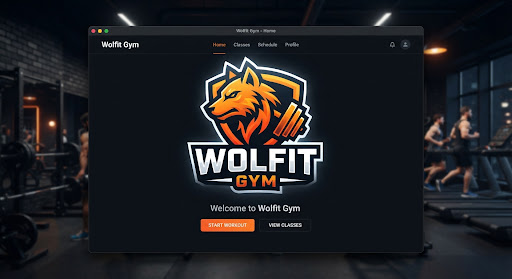 Wolfit Gym - Home
Wolfit Gym
Home Classes Schedule Profile
WOLFIT
GYM
Welcome to Wolfit Gym
START WORKOUT VIEW CLASSES